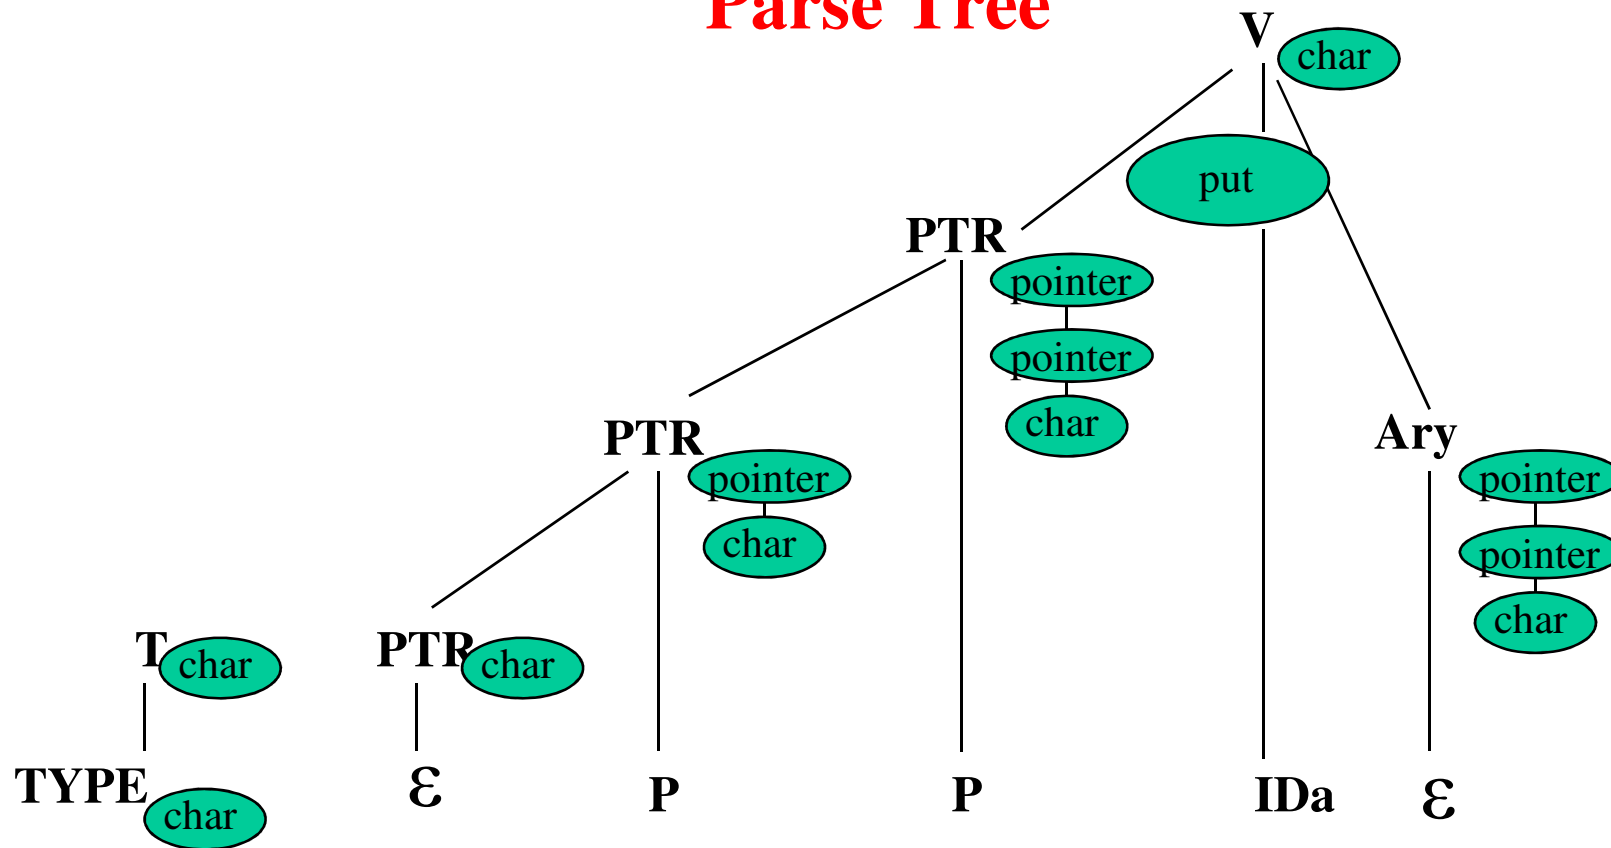 Parse Tree
V
char
put
PTR
pointer
pointer
char
PTR
pointer
char
Ary
pointer
pointer
char
T
char
PTR
char
TYPE
char
ε
P
P
IDa
ε